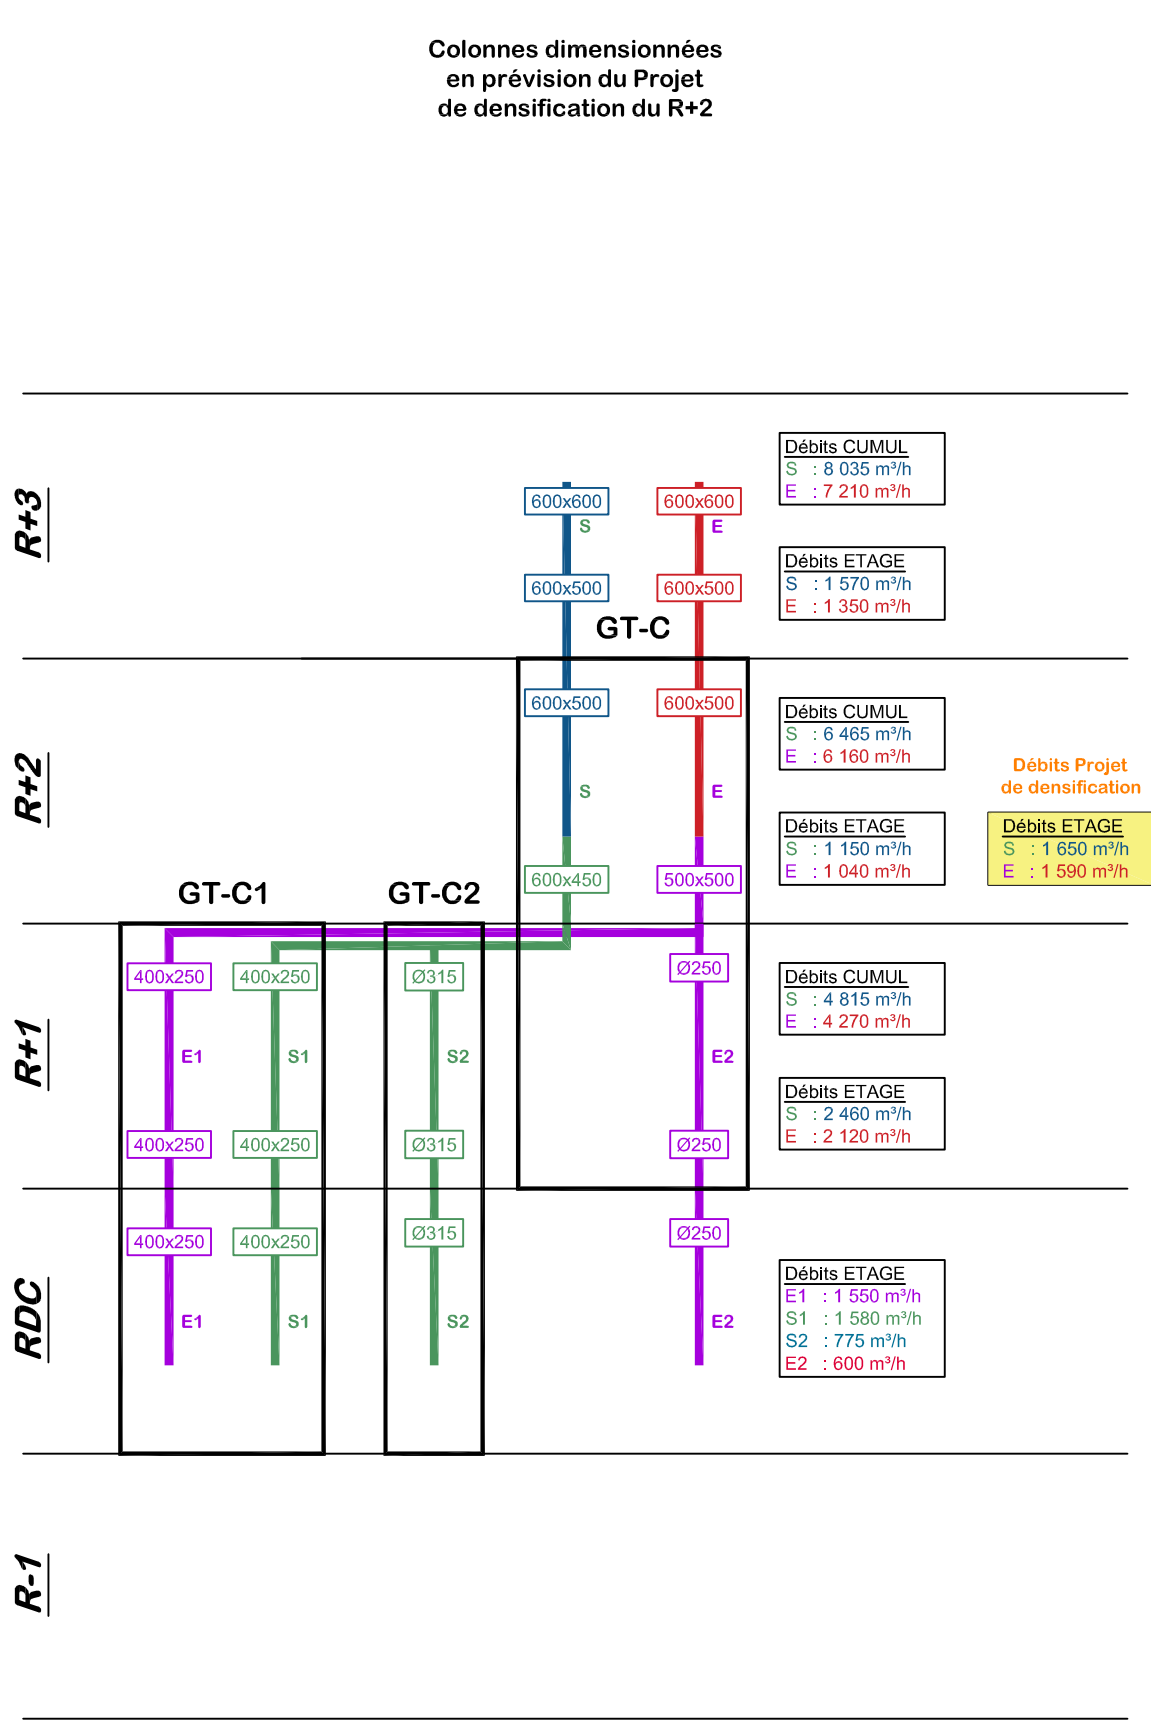 Colonnes dimensionnées
en prévision du Projet
de densification du R+2
R+3
600x600
600x600
S
E
600x500
600x500
Débits CUMUL
S : 8 035 m³/h
E : 7 210 m³/h
Débits ETAGE
S : 1 570 m³/h
E : 1 350 m³/h
GT-C
R+2
600x500
600x500
S
E
600x450
500x500
Débits CUMUL
S : 6 465 m³/h
E : 6 160 m³/h
Débits ETAGE
S : 1 150 m³/h
E : 1 040 m³/h
Débits Projet
de densification
Débits ETAGE
S : 1 650 m³/h
E : 1 590 m³/h
GT-C1
GT-C2
R+1
400x250
400x250
Ø315
Ø250
E1
S1
S2
E2
400x250
400x250
Ø315
Ø250
Débits CUMUL
S : 4 815 m³/h
E : 4 270 m³/h
Débits ETAGE
S : 2 460 m³/h
E : 2 120 m³/h
RDC
400x250
400x250
Ø315
Ø250
E1
S1
S2
E2
Débits ETAGE
E1 : 1 550 m³/h
S1 : 1 580 m³/h
S2 : 775 m³/h
E2 : 600 m³/h
R-1